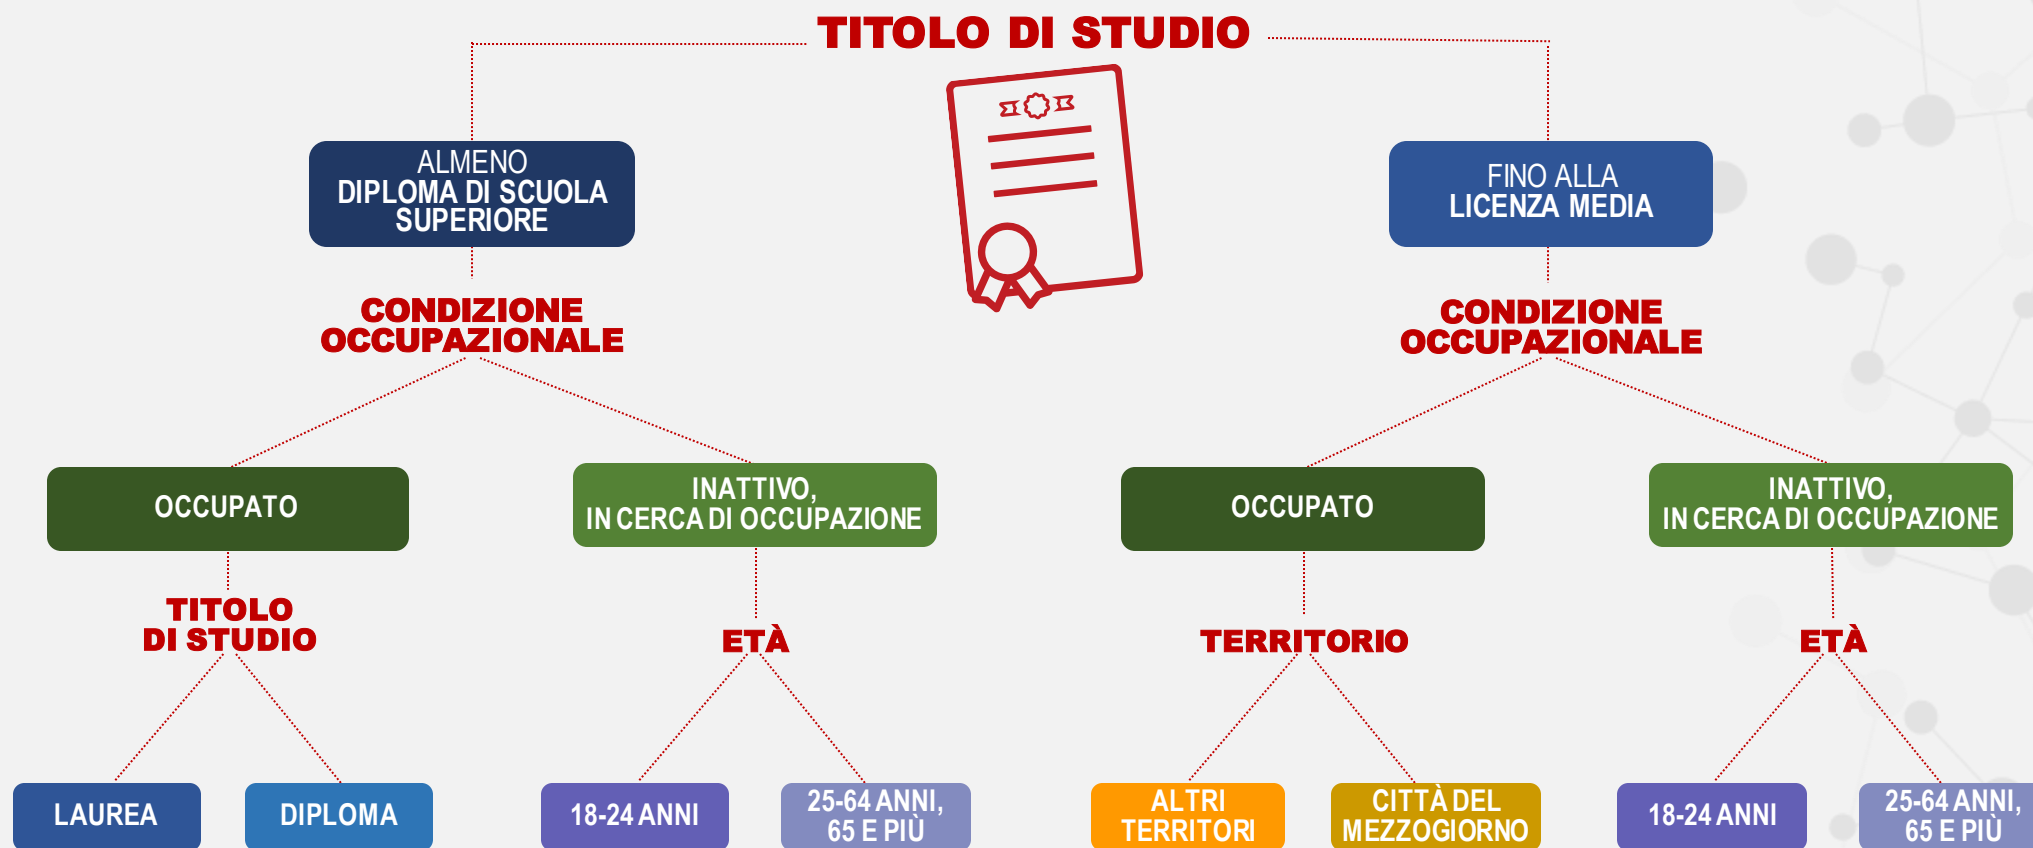 TITOLO DI STUDIO
ALMENO
DIPLOMA DI SCUOLA
SUPERIORE
FINO ALLA
LICENZA MEDIA
CONDIZIONE
OCCUPAZIONALE
CONDIZIONE
OCCUPAZIONALE
OCCUPATO
INATTIVO,
IN CERCA DI OCCUPAZIONE
OCCUPATO
INATTIVO,
IN CERCA DI OCCUPAZIONE
TITOLO
DI STUDIO
ETÀ
TERRITORIO
ETÀ
LAUREA
DIPLOMA
18-24 ANNI
25-64 ANNI,
65 E PIÙ
ALTRI
TERRITORI
CITTÀ DEL
MEZZOGIORNO
18-24 ANNI
25-64 ANNI,
65 E PIÙ